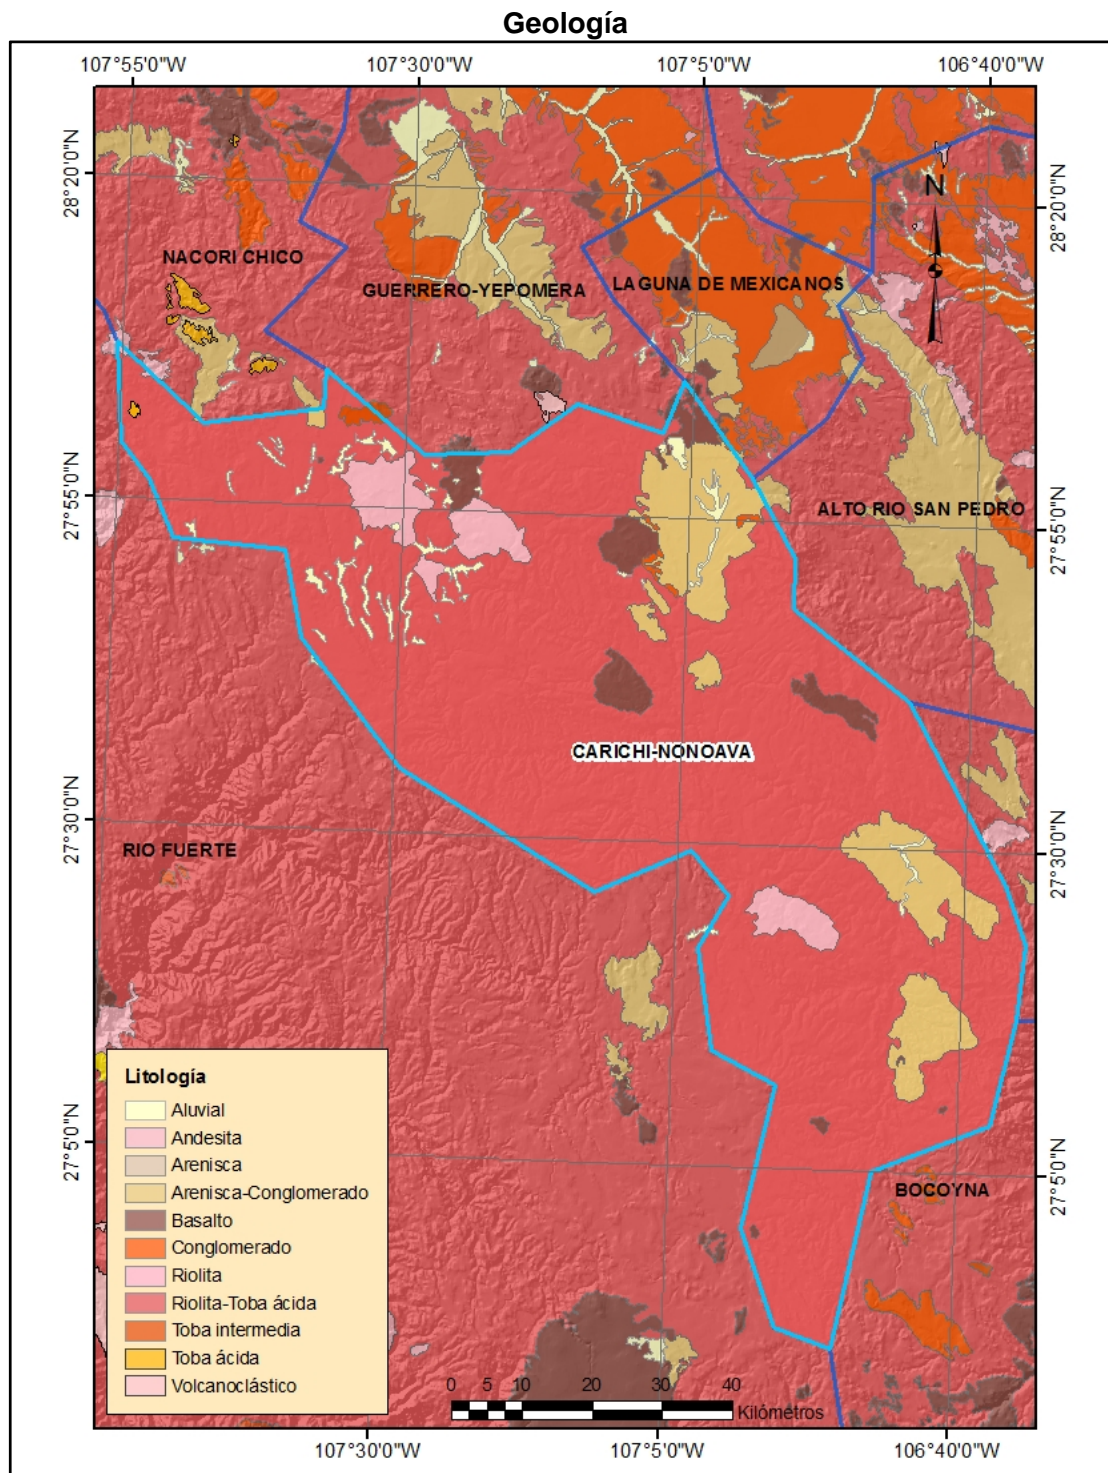 Geología
107°55'0"W
107°30'0"W
107°5'0"W
106°40'0"W
28°20'0"N
28°20'0"N
N
NACORI CHICO
GUERRERO-YEPOMERA
LAGUNA DE MEXICANOS
27°55'0"N
27°55'0"N
ALTO RIO SAN PEDRO
CARICHI-NONOAVA
27°30'0"N
27°30'0"N
RIO FUERTE
27°5'0"N
27°5'0"N
BOCOYNA
Litología
Aluvial
Andesita
Arenisca
Arenisca-Conglomerado
Basalto
Conglomerado
Riolita
Riolita-Toba ácida
Toba intermedia
Toba ácida
Volcanoclástico
0 5 10 20 30 40
Kilómetros
107°30'0"W
107°5'0"W
106°40'0"W